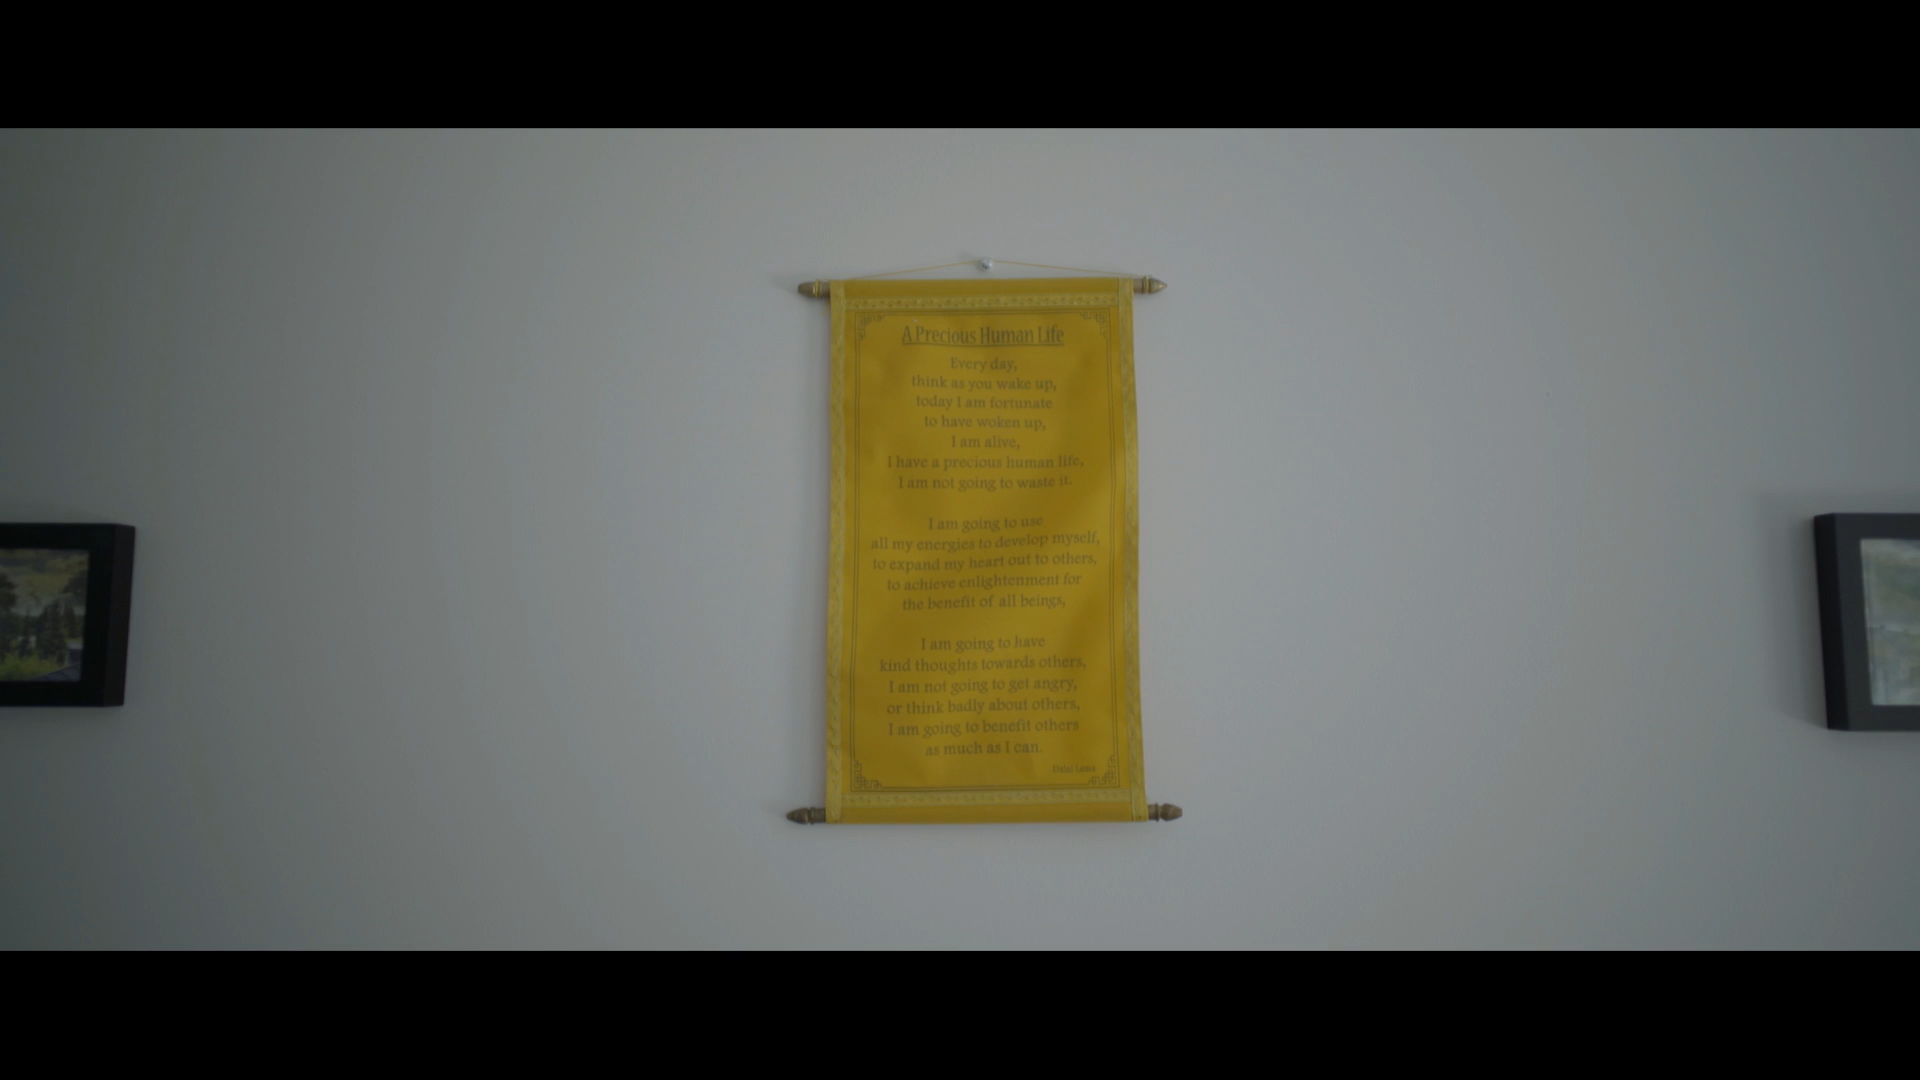 A Precious Human Life
Every day,
think as you wake up,
today I am fortunate
to have woken up,
I am alive,
I have a precious human life,
I am not going to waste it.
I am going to use
all my energies to develop myself,
to expand my heart out to others,
to achieve enlightenment for
the benefit of all beings,
I am going to have
kind thoughts towards others,
I am not going to get angry,
or think badly about others,
I am going to benefit others
as much as I can.
Dalai Lama